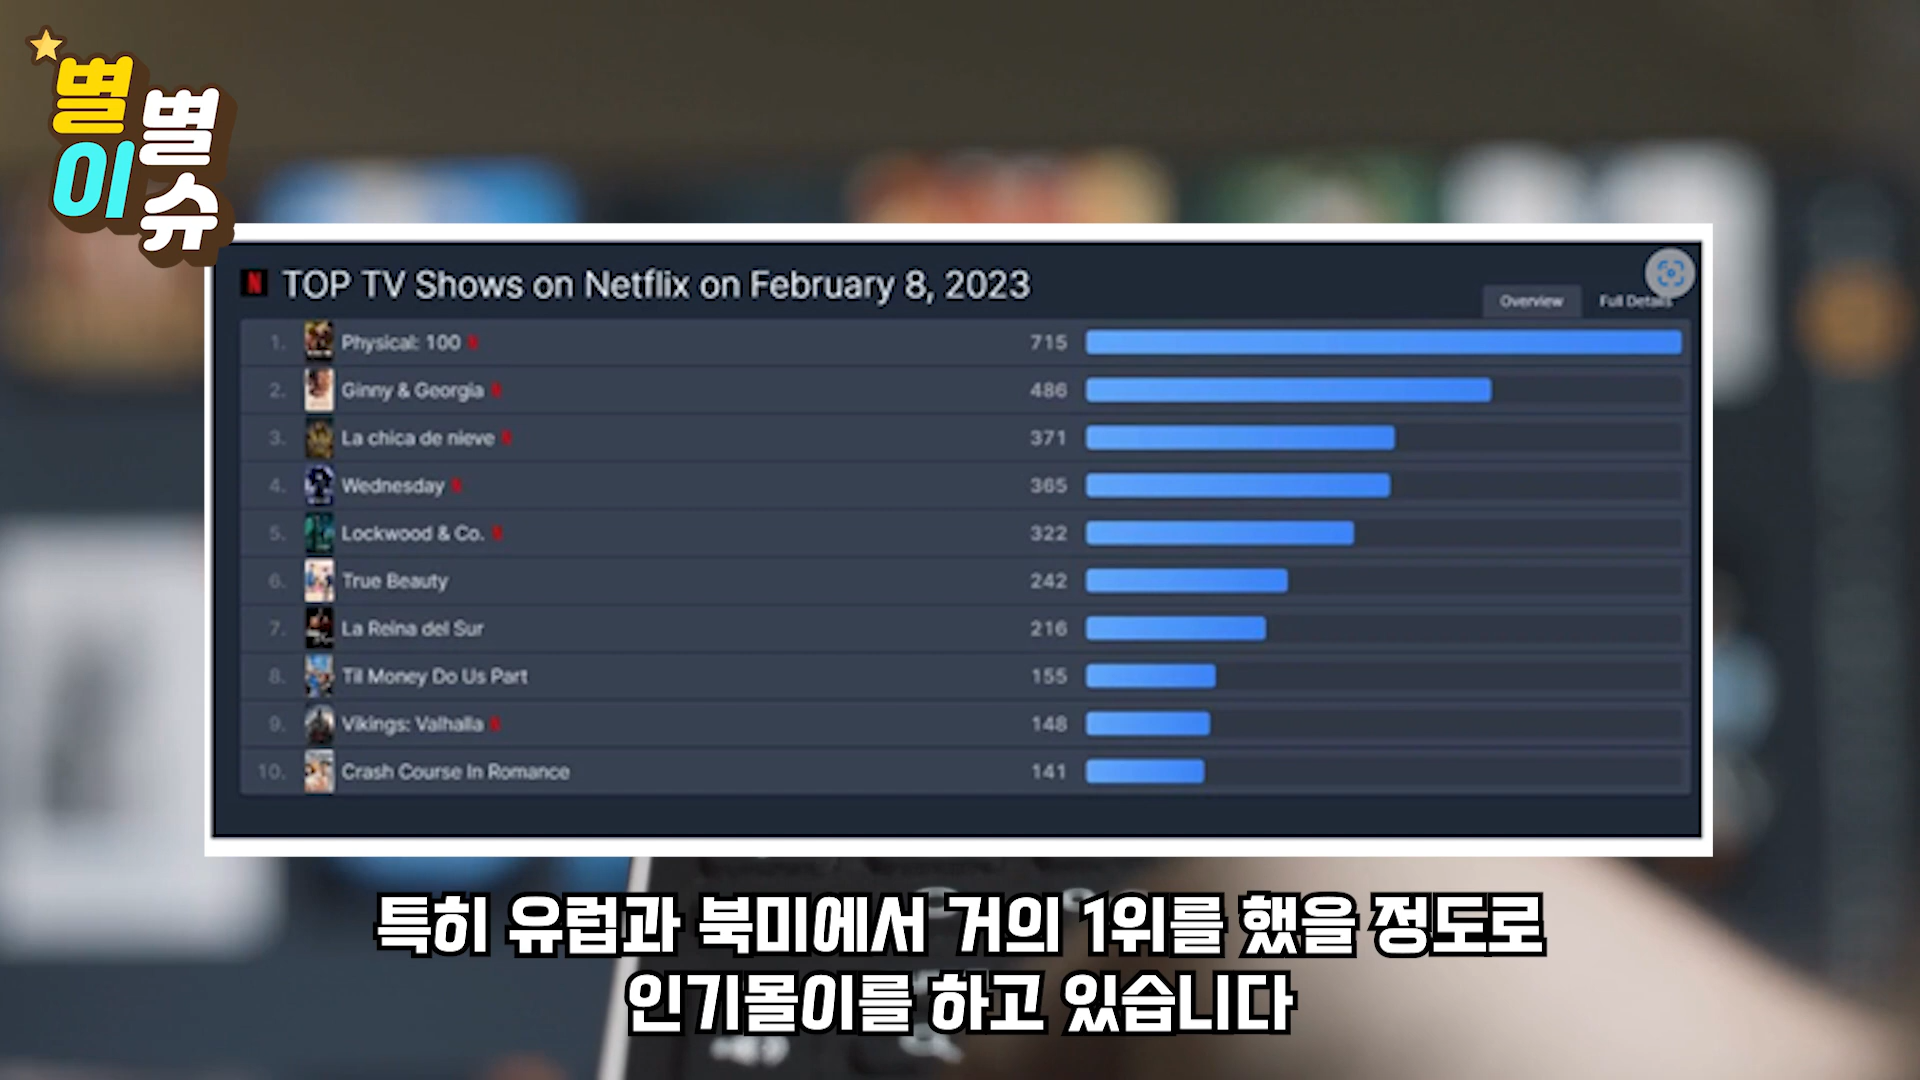 별별
이슈
TOP TV Shows on Netflix on February 8, 2023
Overview Full Details
1. Physical: 100 N 715
2. Ginny & Georgia N 486
3. La chica de nieve N 371
4. Wednesday N 365
5. Lockwood & Co. N 322
6. True Beauty 242
7. La Reina del Sur 216
8. Til Money Do Us Part 155
9. Vikings: Valhalla N 148
10. Crash Course In Romance 141
특히 유럽과 북미에서 거의 1위를 했을 정도로
인기몰이를 하고 있습니다